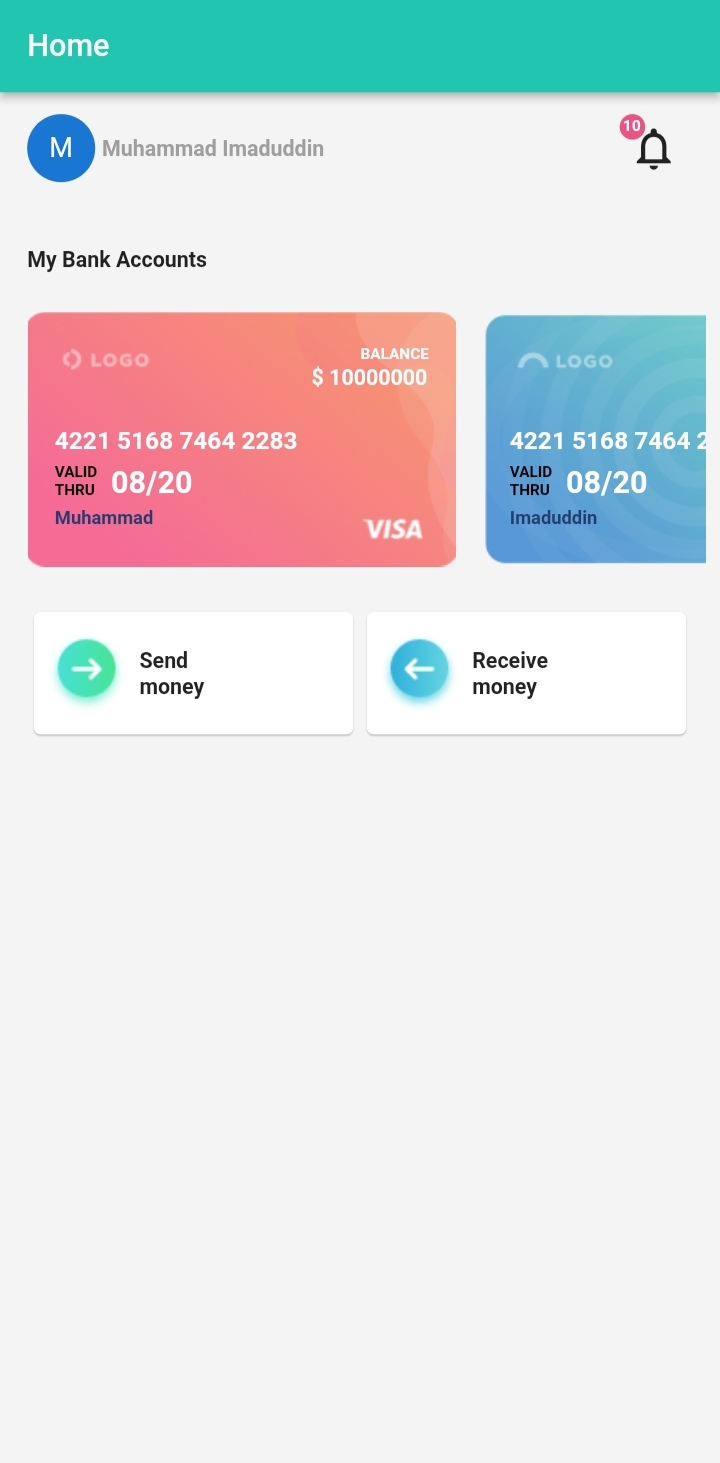 Home
M Muhammad Imaduddin
10
My Bank Accounts
LOGO
BALANCE
$ 10000000
4221 5168 7464 2283
VALID
THRU 08/20
Muhammad
VISA
LOGO
4221 5168 7464 2
VALID
THRU 08/20
Imaduddin
Send
money
Receive
money